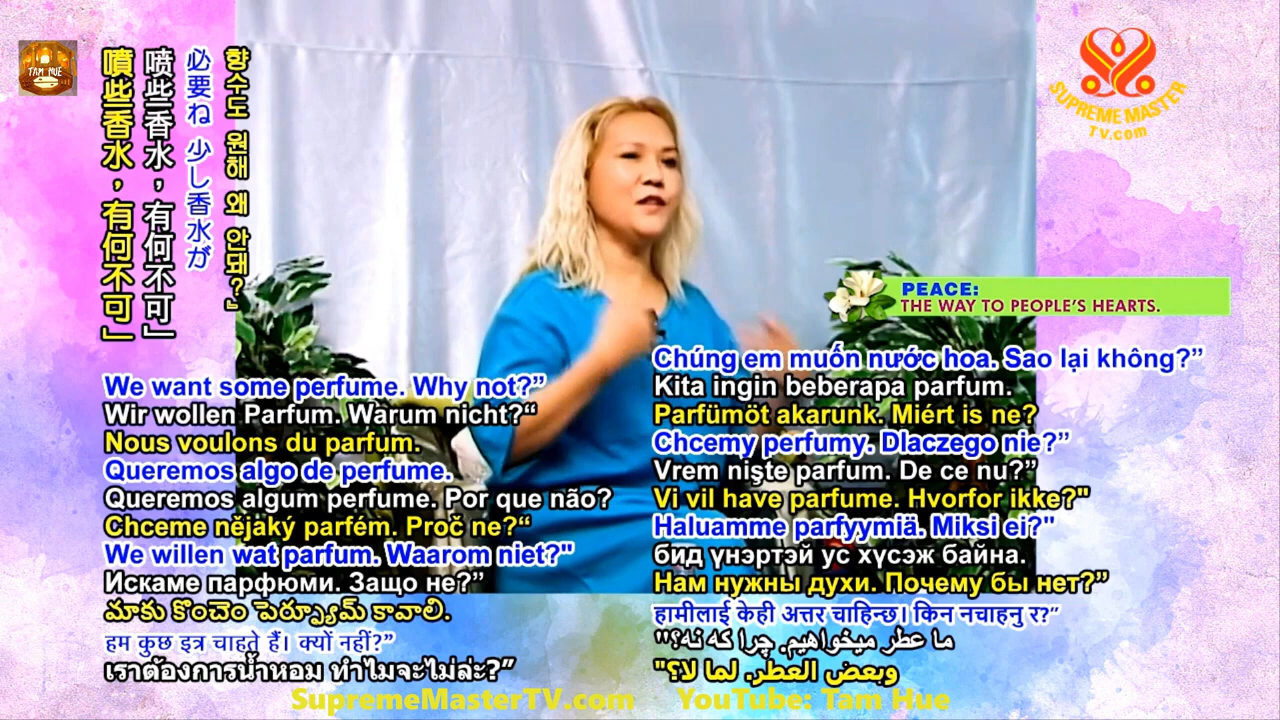 TAM HUE
噴些香水，有何不可」
喷些香水，有何不可」
必要ね 少し香水が
향수도 원해 왜 안돼?』
SUPREME MASTER
TV.com
PEACE:
THE WAY TO PEOPLE'S HEARTS.
We want some perfume. Why not?”
Wir wollen Parfum. Warum nicht?“
Nous voulons du parfum.
Queremos algo de perfume.
Queremos algum perfume. Por que não?
Chceme nějaký parfém. Proč ne?“
We willen wat parfum. Waarom niet?"
Искаме парфюми. Защо не?”
మాకు కొంచెం పెర్ఫ్యూమ్ కావాలి.
हम कुछ इत्र चाहते हैं। क्यों नहीं?”
เราต้องการน้ำหอม ทำไมจะไม่ล่ะ?”
Chúng em muốn nước hoa. Sao lại không?”
Kita ingin beberapa parfum.
Parfümöt akarunk. Miért is ne?
Chcemy perfumy. Dlaczego nie?”
Vrem nişte parfum. De ce nu?”
Vi vil have parfume. Hvorfor ikke?"
Haluamme parfyymiä. Miksi ei?"
бид үнэртэй ус хүсэж байна.
Нам нужны духи. Почему бы нет?”
हामीलाई केही अत्तर चाहिन्छ। किन नचाहनु र?”
ما عطر میخواهیم. چرا که نه؟"
وبعض العطر. لما لا؟"
SupremeMasterTV.com YouTube: Tam Hue